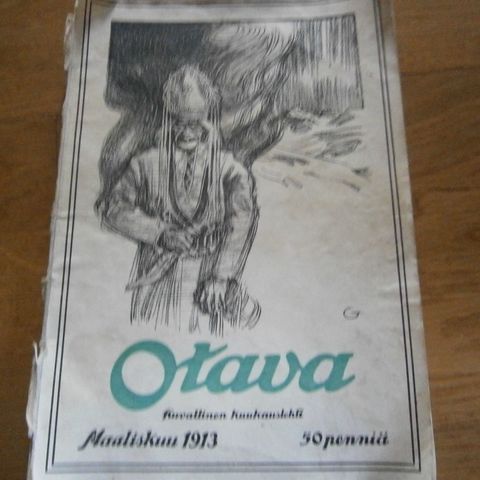 G
Otava
Kuvallinen kuukauslehti
Maaliskuu 1913 50 penniä